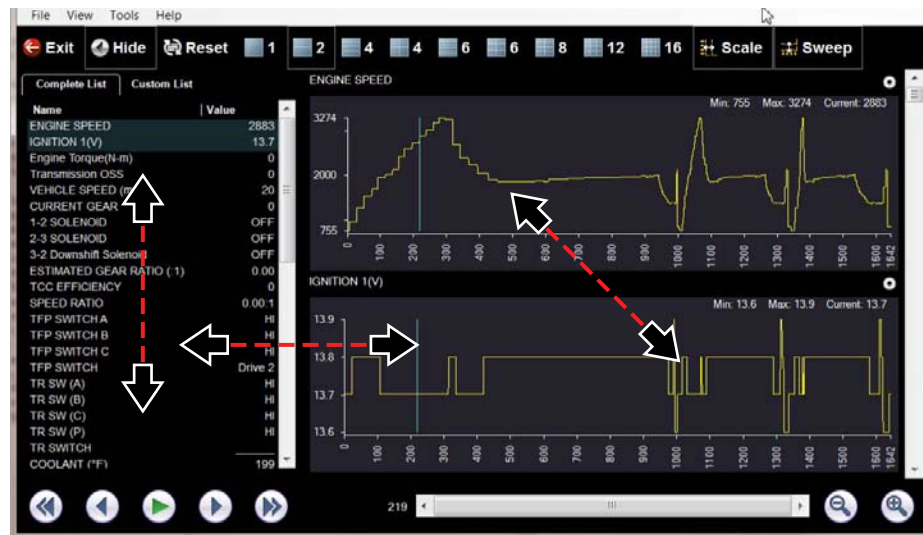 File View Tools Help
Exit Hide Reset 1 2 4 4 6 6 8 12 16 Scale Sweep
Complete List Custom List
Name Value
ENGINE SPEED 2883
IGNITION 1(V) 13.7
Engine Torque(N-m) 0
Transmission OSS 0
VEHICLE SPEED 20
CURRENT GEAR 0
1-2 SOLENOID OFF
2-3 SOLENOID OFF
3-2 Downshift Solenoid OFF
ESTIMATED GEAR RATIO (:1) 0.00
TCC EFFICIENCY 0
SPEED RATIO 0.00:1
TFP SWITCH A HI
TFP SWITCH B HI
TFP SWITCH C HI
TFP SWITCH Drive 2
TR SW (A) HI
TR SW (B) HI
TR SW (C) HI
TR SW (P) HI
TR SWITCH
COOLANT (°F) 199
ENGINE SPEED
Min: 755 Max: 3274 Current: 2883
3274
2000
755
0 100 200 300 400 500 600 700 800 900 1000 1100 1200 1300 1400 1500 1600 1642
IGNITION 1(V)
Min: 13.6 Max: 13.9 Current: 13.7
13.9
13.8
13.7
13.6
0 100 200 300 400 500 600 700 800 900 1000 1100 1200 1300 1400 1500 1600 1642
219